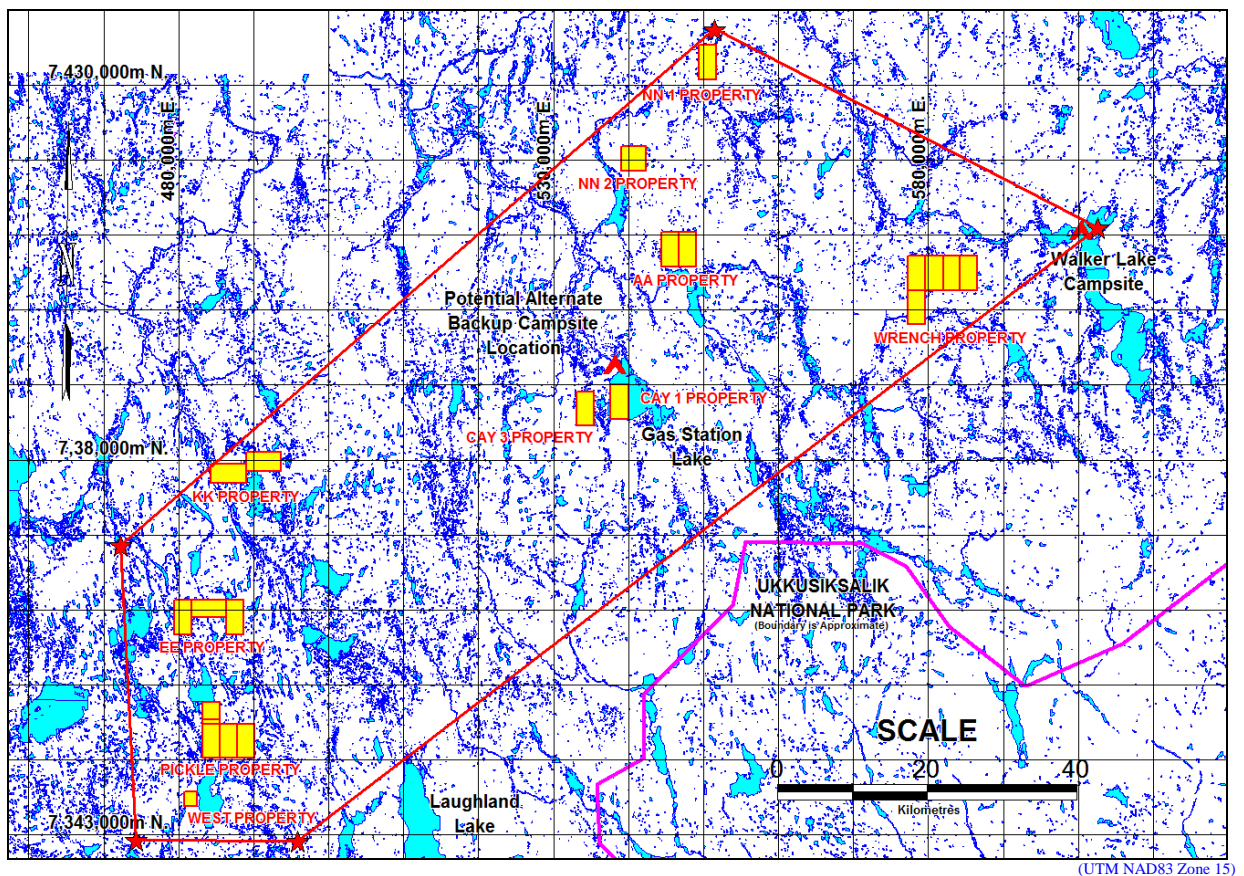 7,430,000m N.
NN 1 PROPERTY
480,000m E.
530,000m E.
580,000m E.
NN 2 PROPERTY
N
AA PROPERTY
Walker Lake
Campsite
Potential Alternate
Backup Campsite
Location
WRENCH PROPERTY
CAY 1 PROPERTY
CAY 3 PROPERTY
Gas Station
Lake
7,38,000m N.
KK PROPERTY
UKKUSIKSALIK
NATIONAL PARK
(Boundary is Approximate)
EE PROPERTY
SCALE
PICKLE PROPERTY
0 20 40
Kilometres
Laughland
Lake
WEST PROPERTY
7,343,000m N.
(UTM NAD83 Zone 15)